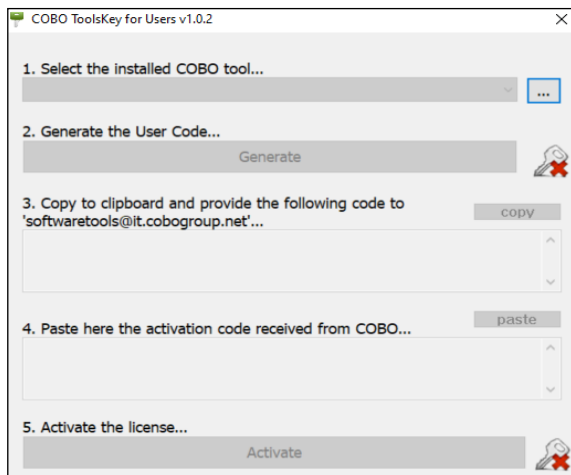 COBO ToolsKey for Users v1.0.2
1. Select the installed COBO tool...
...
2. Generate the User Code...
Generate
3. Copy to clipboard and provide the following code to
'softwaretools@it.cobogroup.net'...
copy
4. Paste here the activation code received from COBO...
paste
5. Activate the license...
Activate